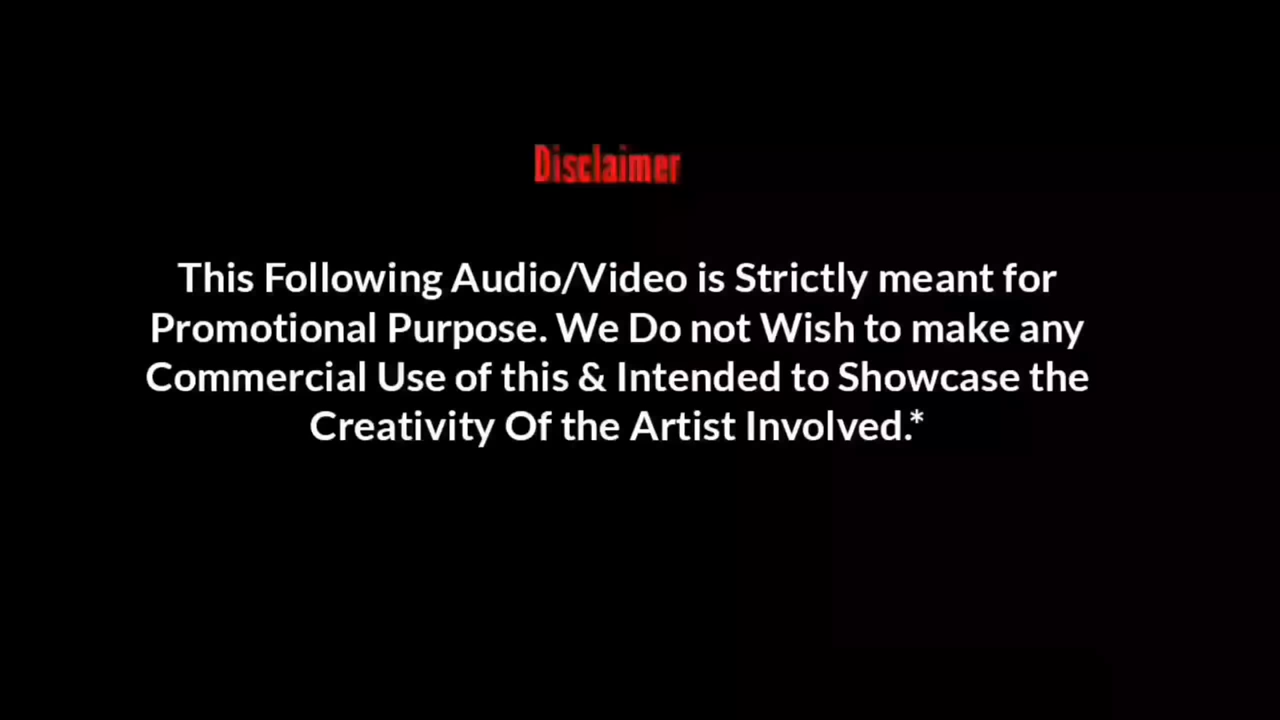 Disclaimer
This Following Audio/Video is Strictly meant for
Promotional Purpose. We Do not Wish to make any
Commercial Use of this & Intended to Showcase the
Creativity Of the Artist Involved.*